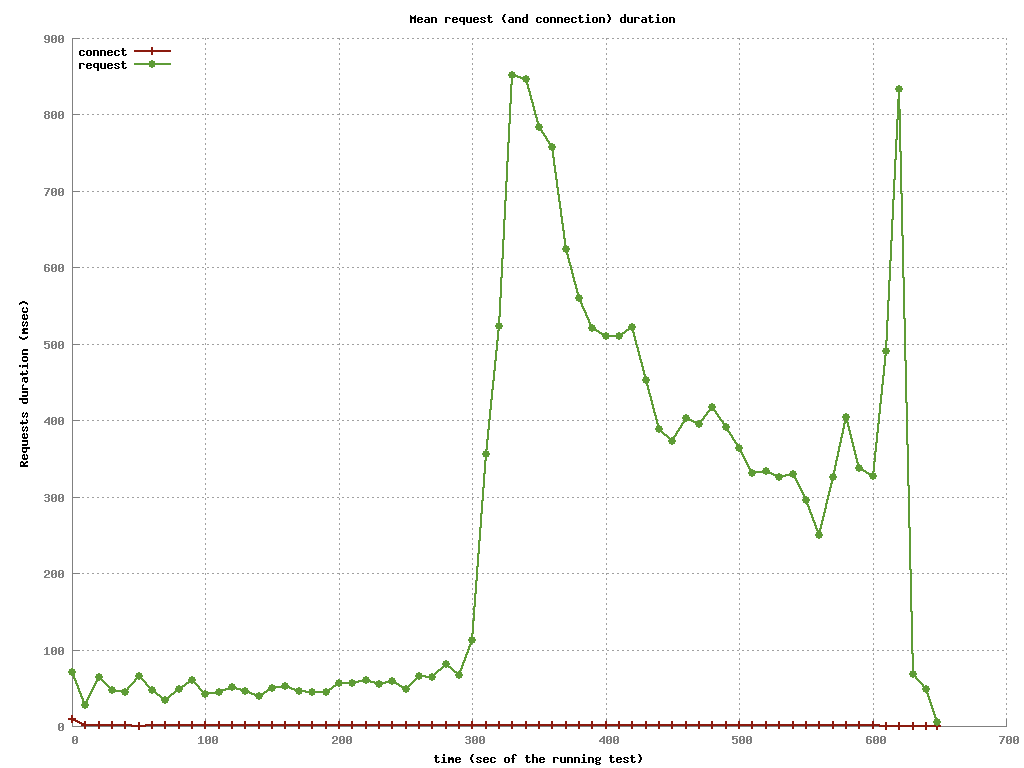 Mean request (and connection) duration
900
connect
request
800
700
600
500
400
300
200
100
0
Requests duration (msec)
0 100 200 300 400 500 600 700
time (sec of the running test)